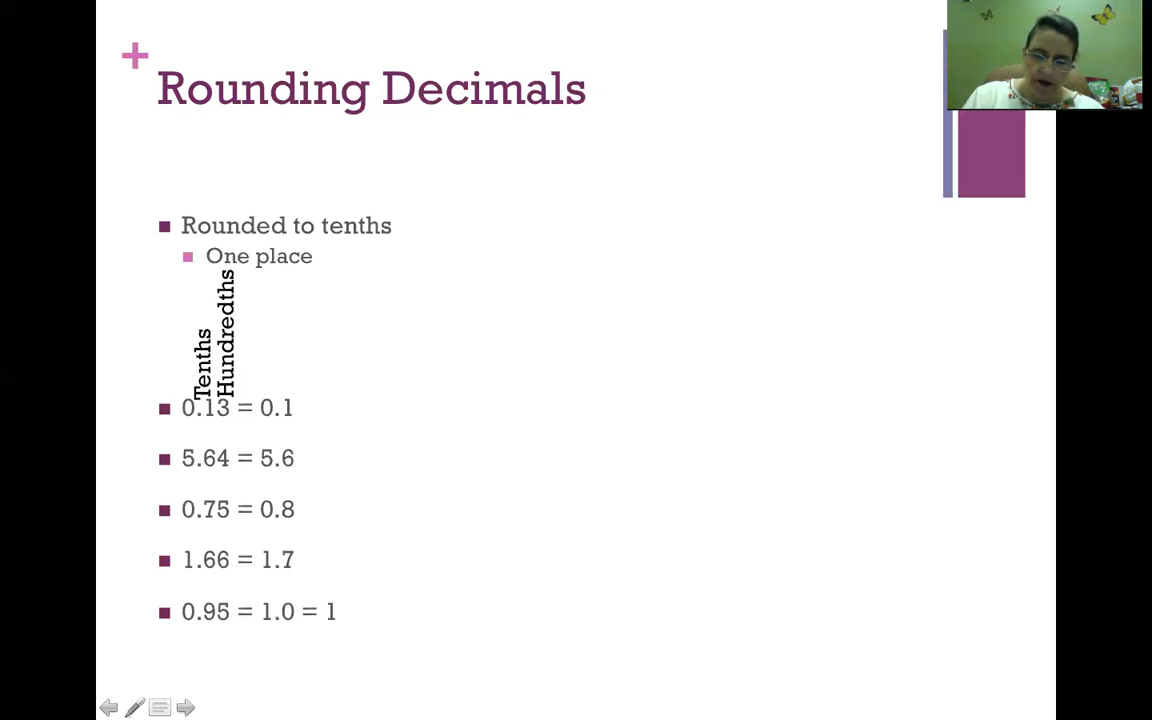 +
Rounding Decimals
Rounded to tenths
One place
Tenths
Hundredths
0.13 = 0.1
5.64 = 5.6
0.75 = 0.8
1.66 = 1.7
0.95 = 1.0 = 1